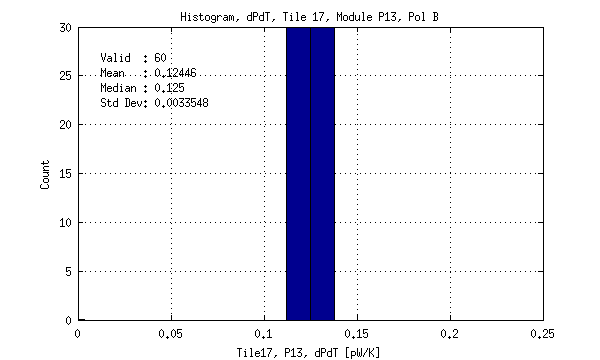 Histogram, dPdT, Tile 17, Module P13, Pol B
30
Valid : 60
Mean : 0.12446
Median : 0.125
Std Dev: 0.0033548
25
20
15
10
5
0
Count
0 0.05 0.1 0.15 0.2 0.25
Tile17, P13, dPdT [pW/K]